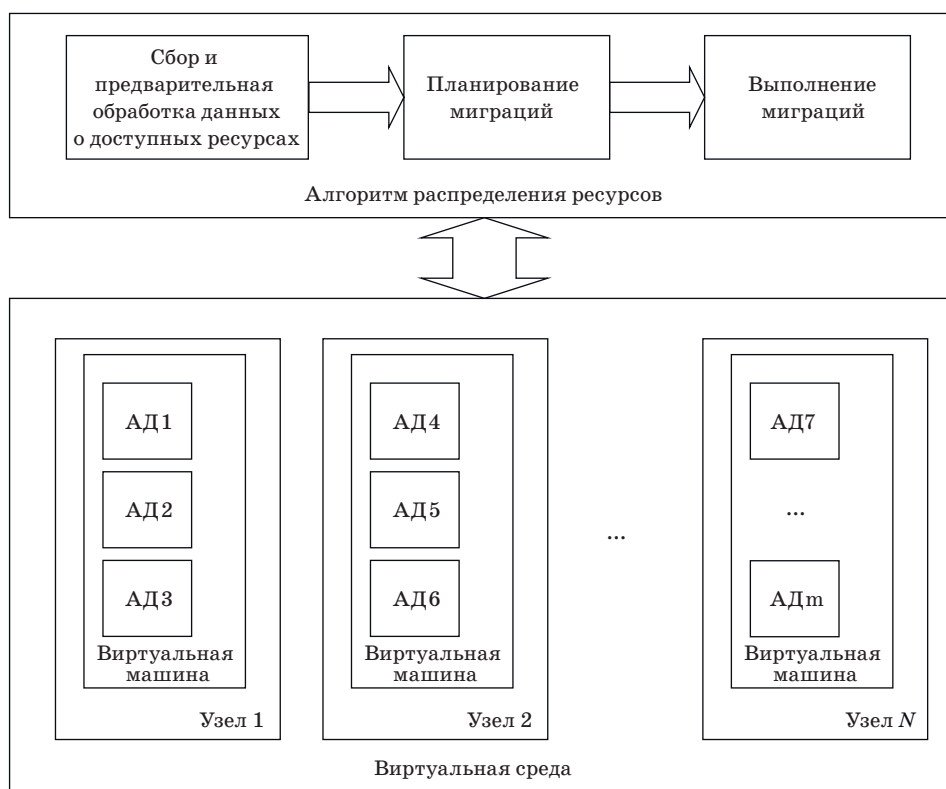 Сбор и
предварительная
обработка данных
о доступных ресурсах
Планирование
миграций
Выполнение
миграций
Алгоритм распределения ресурсов
АД1
АД2
АД3
Виртуальная
машина
Узел 1
АД4
АД5
АД6
Виртуальная
машина
Узел 2
...
АД7
...
АДm
Виртуальная
машина
Узел N
Виртуальная среда